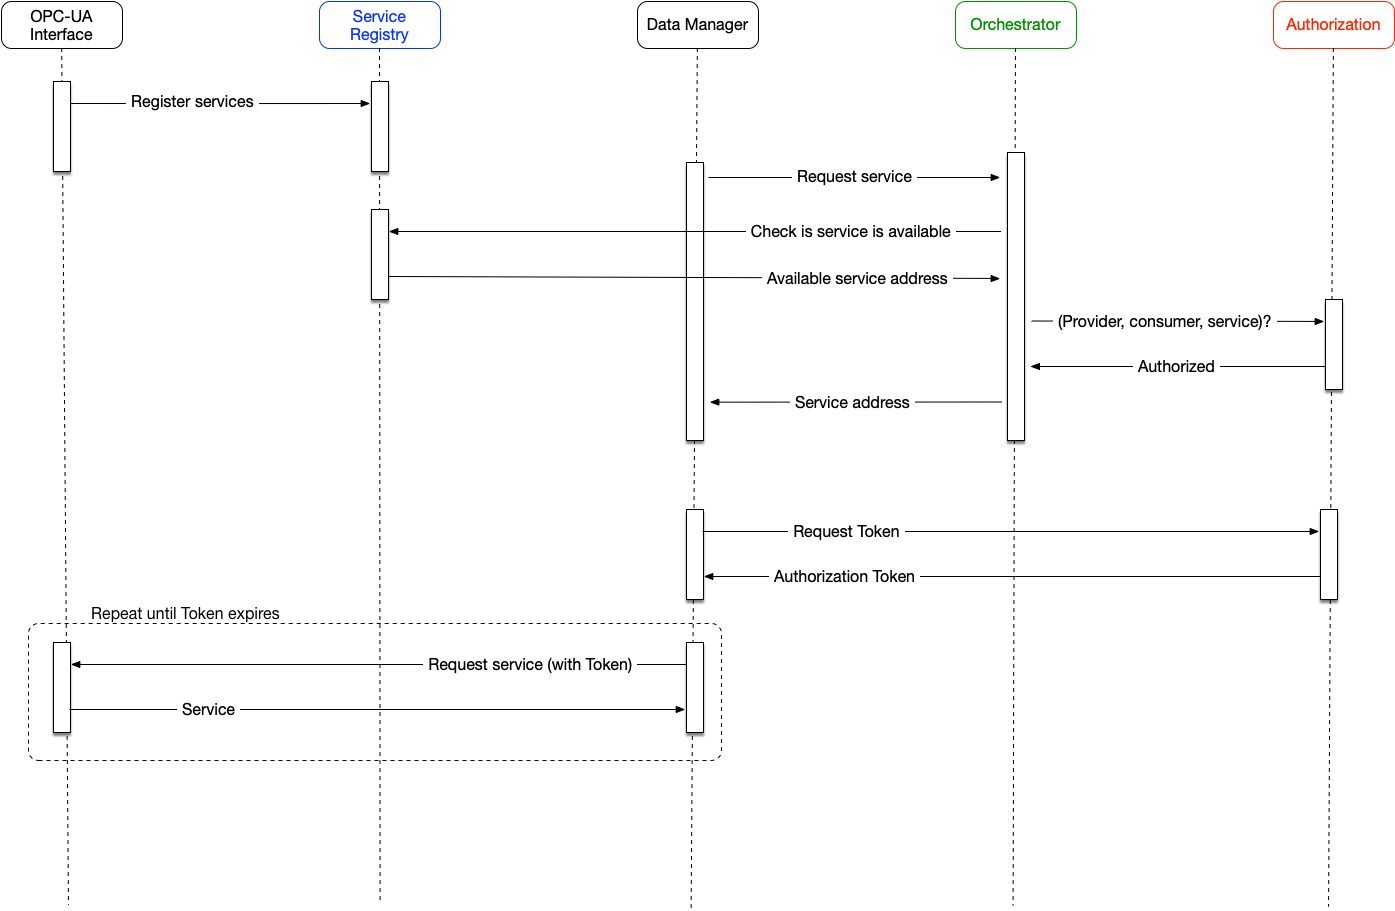 OPC-UA
Interface
Service
Registry
Data Manager
Orchestrator
Authorization
Register services
Request service
Check is service is available
Available service address
(Provider, consumer, service)?
Authorized
Service address
Request Token
Authorization Token
Repeat until Token expires
Request service (with Token)
Service